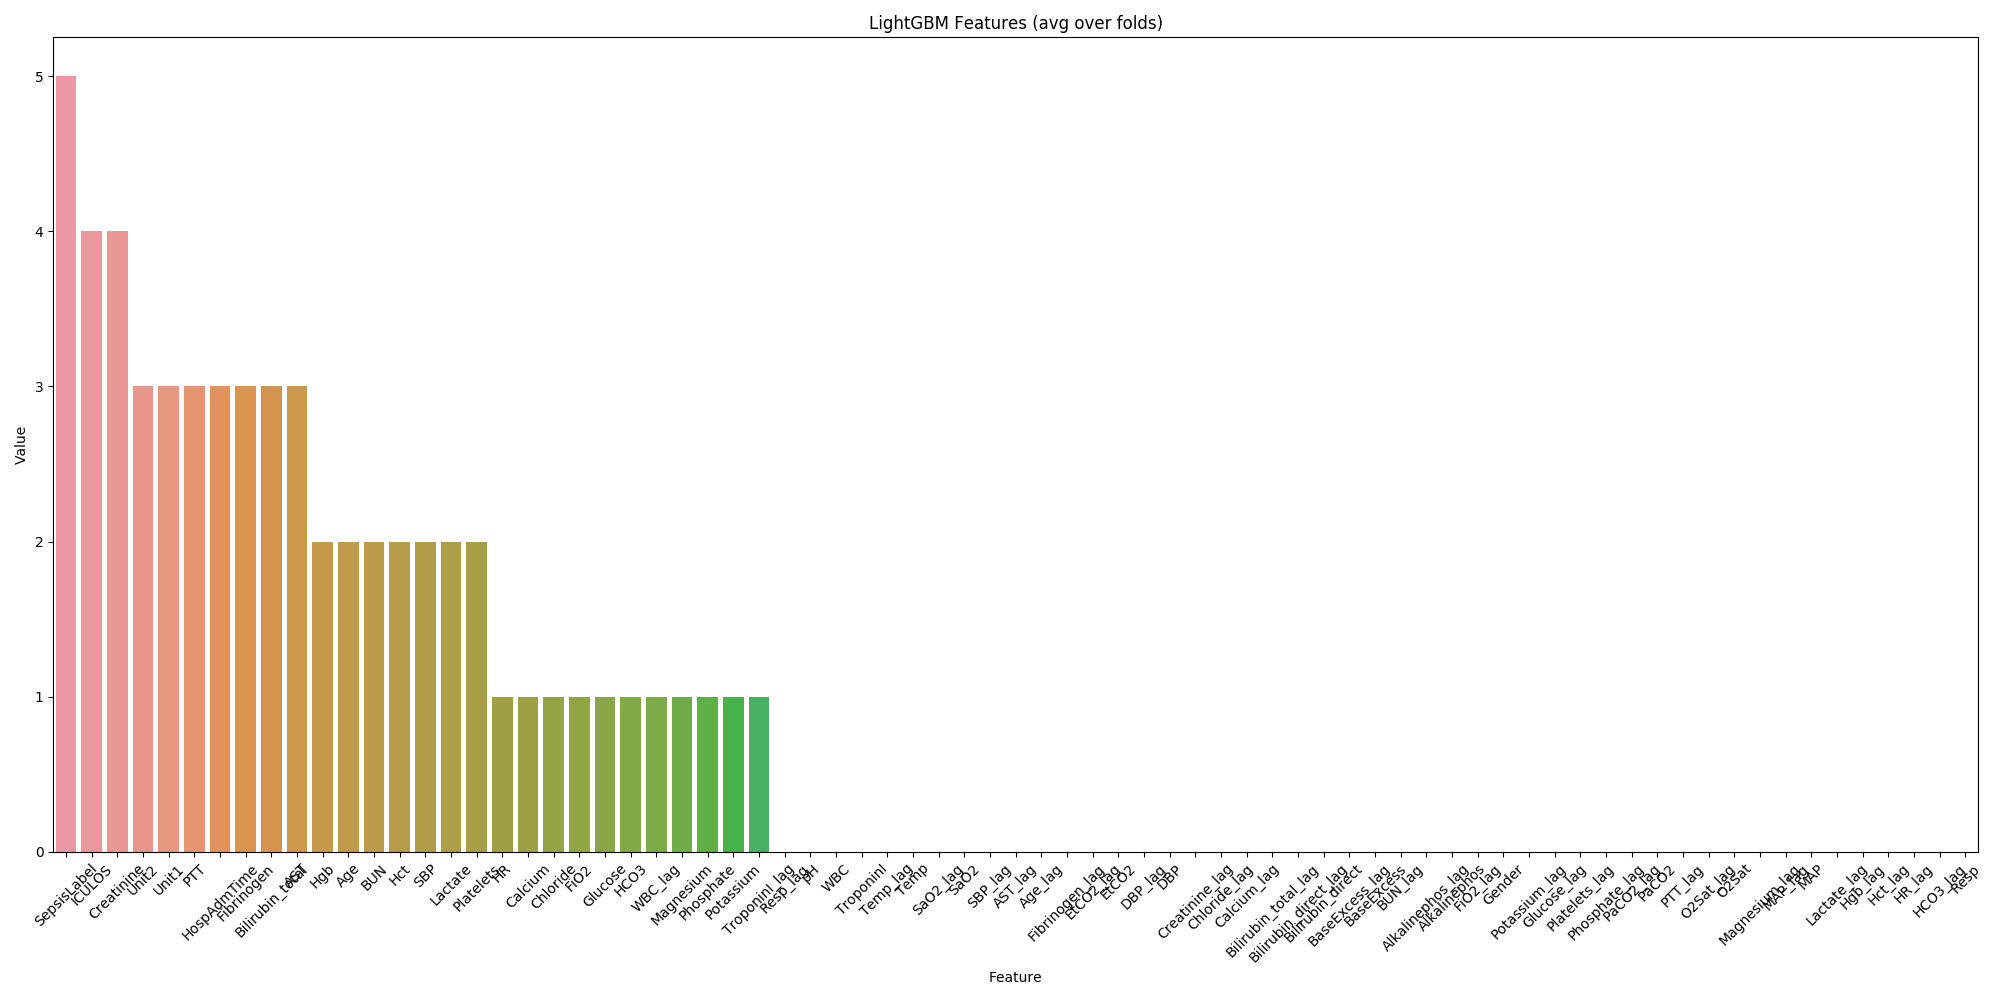 LightGBM Features (avg over folds)
Value
5
4
3
2
1
0
SepsisLabel
ICULOS
Creatinine
Unit2
Unit1
PTT
HospAdmTime
Fibrinogen
Bilirubin_total
AST
Hgb
Age
BUN
Hct
SBP
Lactate
Platelets
HR
Calcium
Chloride
FiO2
Glucose
HCO3
WBC_lag
Magnesium
Phosphate
Potassium
TroponinI_lag
Resp_lag
pH
WBC
TroponinI
Temp_lag
Temp
SaO2_lag
SaO2
SBP_lag
AST_lag
Age_lag
Fibrinogen_lag
EtCO2_lag
EtCO2
DBP_lag
DBP
Creatinine_lag
Chloride_lag
Calcium_lag
Bilirubin_total_lag
Bilirubin_direct_lag
Bilirubin_direct
BaseExcess_lag
BaseExcess
BUN_lag
Alkalinephos_lag
Alkalinephos
FiO2_lag
Gender
Potassium_lag
Glucose_lag
Platelets_lag
Phosphate_lag
PaCO2_lag
PaCO2
PTT_lag
O2Sat_lag
O2Sat
Magnesium_lag
MAP_lag
MAP
Lactate_lag
Hgb_lag
Hct_lag
HR_lag
HCO3_lag
Resp
Feature